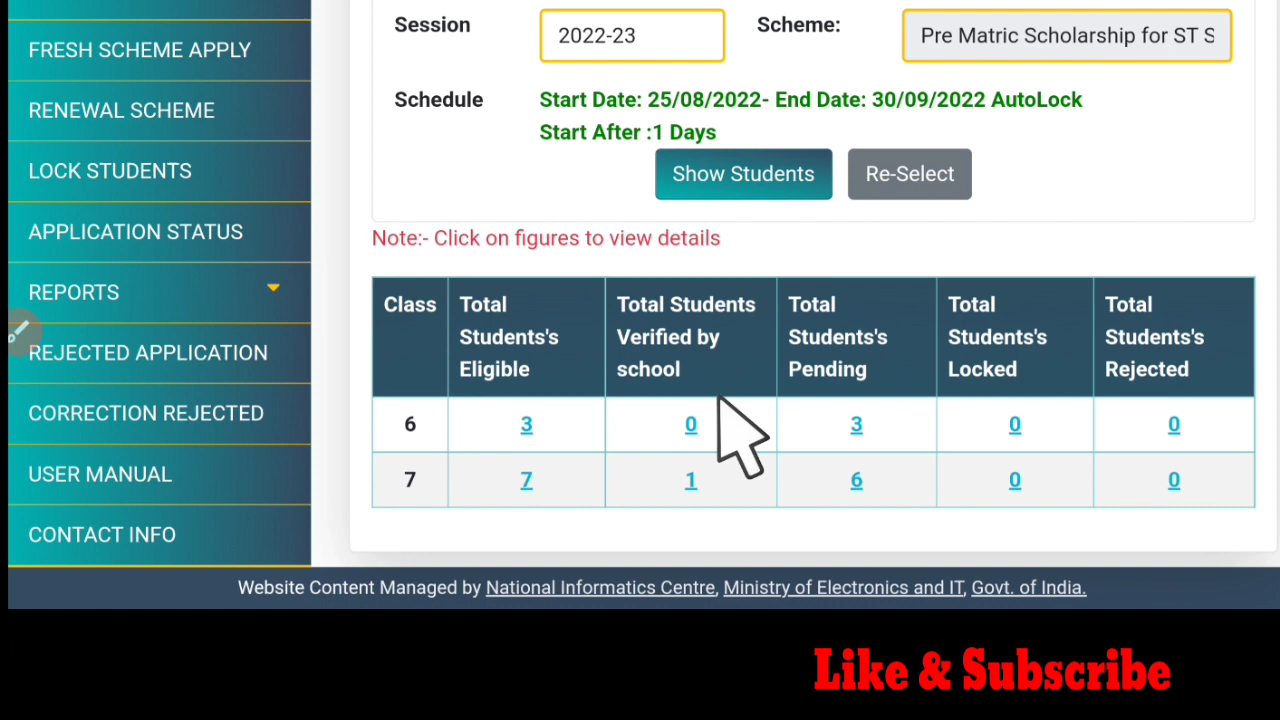 Session 2022-23 Scheme: Pre Matric Scholarship for ST S
Schedule Start Date: 25/08/2022- End Date: 30/09/2022 AutoLock
Start After :1 Days
Show Students Re-Select
Note:- Click on figures to view details
FRESH SCHEME APPLY
RENEWAL SCHEME
LOCK STUDENTS
APPLICATION STATUS
REPORTS
REJECTED APPLICATION
CORRECTION REJECTED
USER MANUAL
CONTACT INFO
Class Total Total Students Total Total Total
Students's Verified by Students's Students's Students's
Eligible school Pending Locked Rejected
6 3 0 3 0 0
7 7 1 6 0 0
Website Content Managed by National Informatics Centre, Ministry of Electronics and IT, Govt. of India.
Like & Subscribe